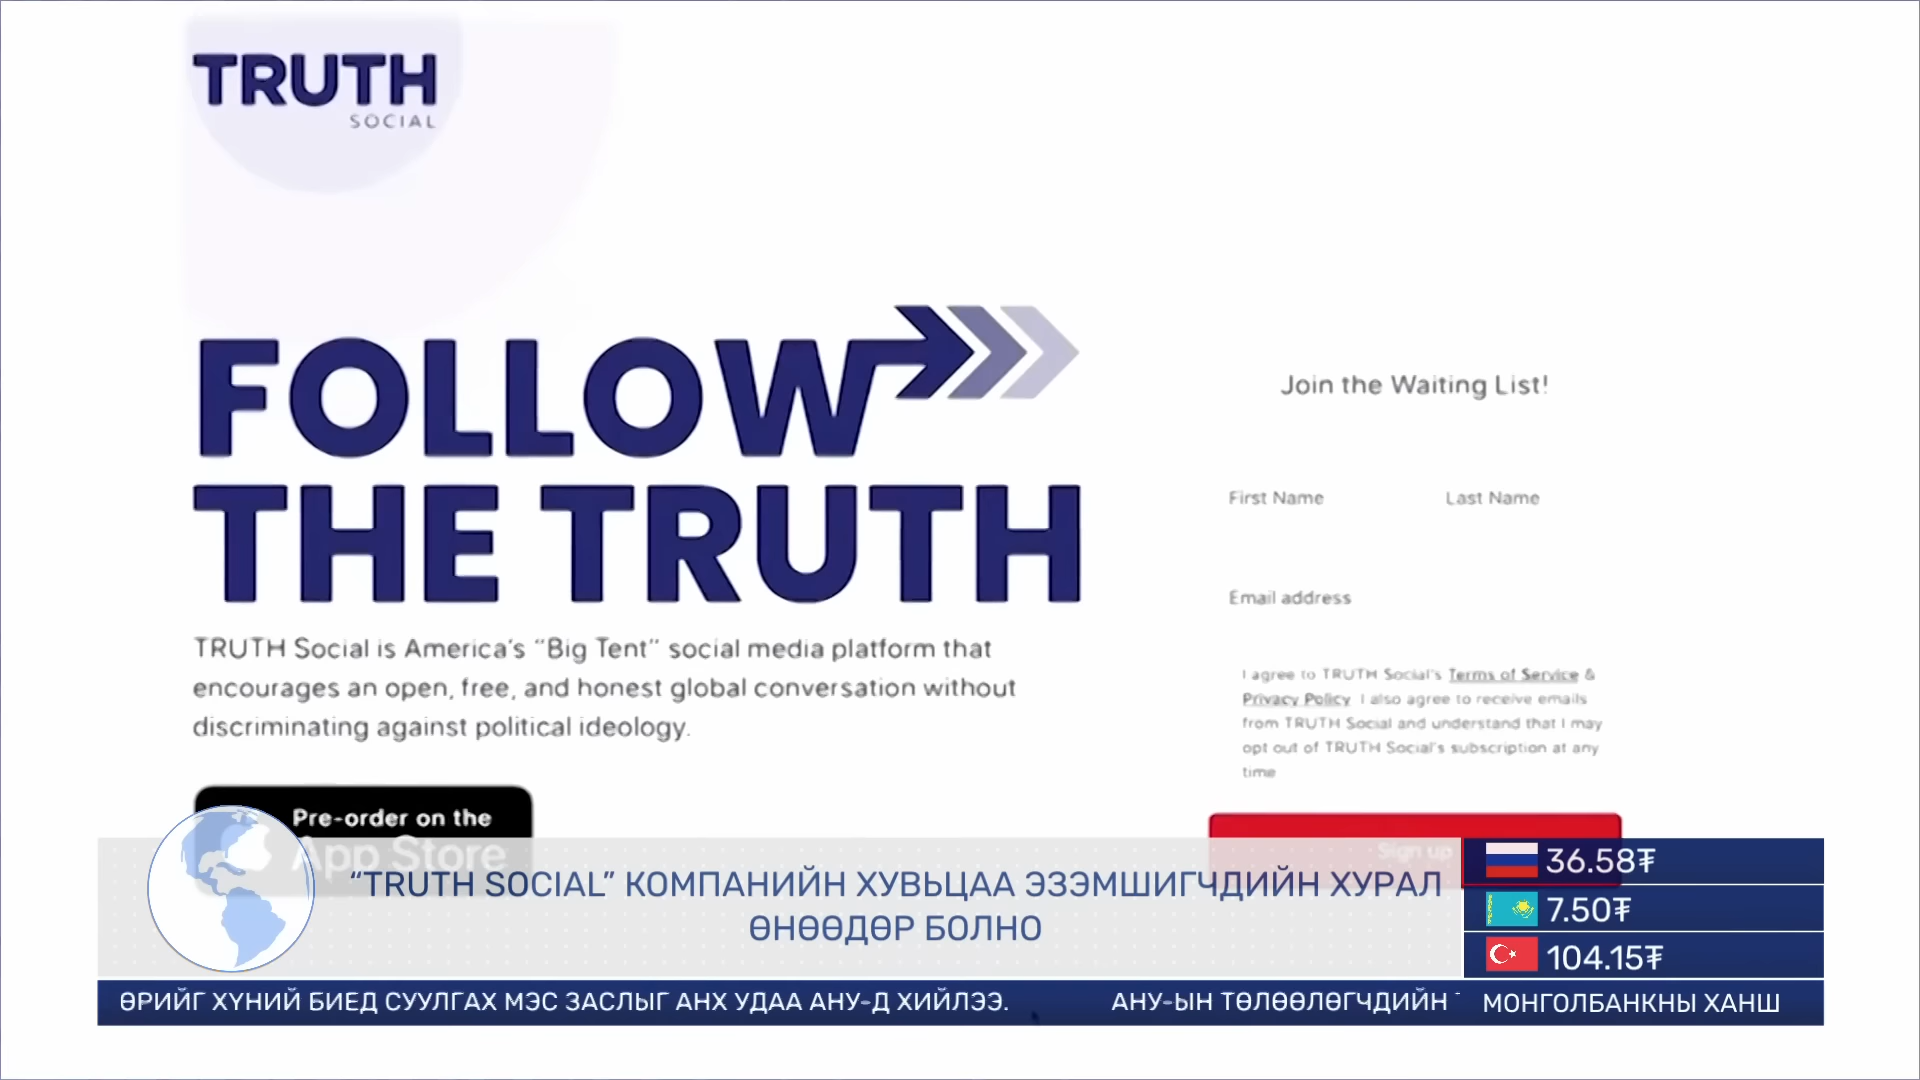 TRUTH
SOCIAL
FOLLOW
THE TRUTH
TRUTH Social is America's "Big Tent" social media platform that
encourages an open, free, and honest global conversation without
discriminating against political ideology.
Pre-order on the
App Store
Join the Waiting List!
First Name Last Name
Email address
I agree to TRUTH Social's Terms of Service &
Privacy Policy. I also agree to receive emails
from TRUTH Social and understand that I may
opt out of TRUTH Social's subscription at any
time
Sign up
“TRUTH SOCIAL” КОМПАНИЙН ХУВЬЦАА ЭЗЭМШИГЧДИЙН ХУРАЛ
ӨНӨӨДӨР БОЛНО
36.58₮
7.50₮
104.15₮
ӨРИЙГ ХҮНИЙ БИЕД СУУЛГАХ МЭС ЗАСЛЫГ АНХ УДАА АНУ-Д ХИЙЛЭЭ. АНУ-ЫН ТӨЛӨӨЛӨГЧДИЙН
МОНГОЛБАНКНЫ ХАНШ